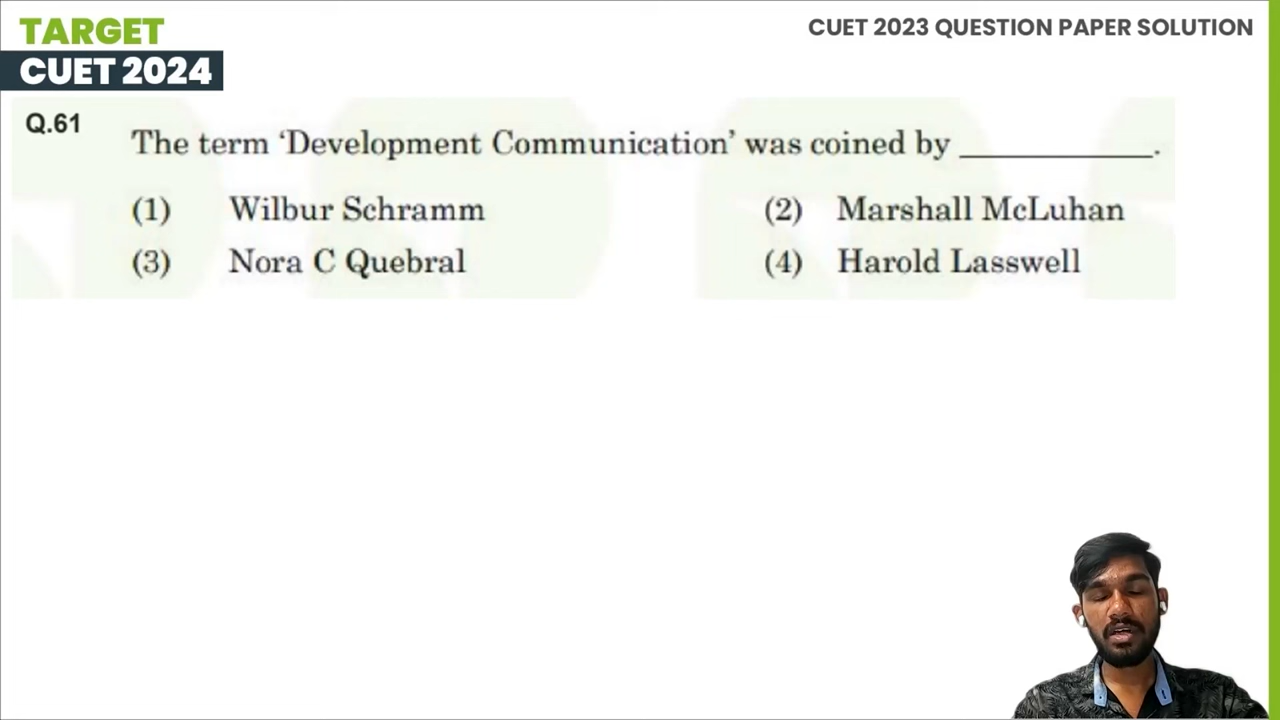 TARGET
CUET 2024
CUET 2023 QUESTION PAPER SOLUTION
Q.61
The term ‘Development Communication’ was coined by ____________.
(1) Wilbur Schramm (2) Marshall McLuhan
(3) Nora C Quebral (4) Harold Lasswell